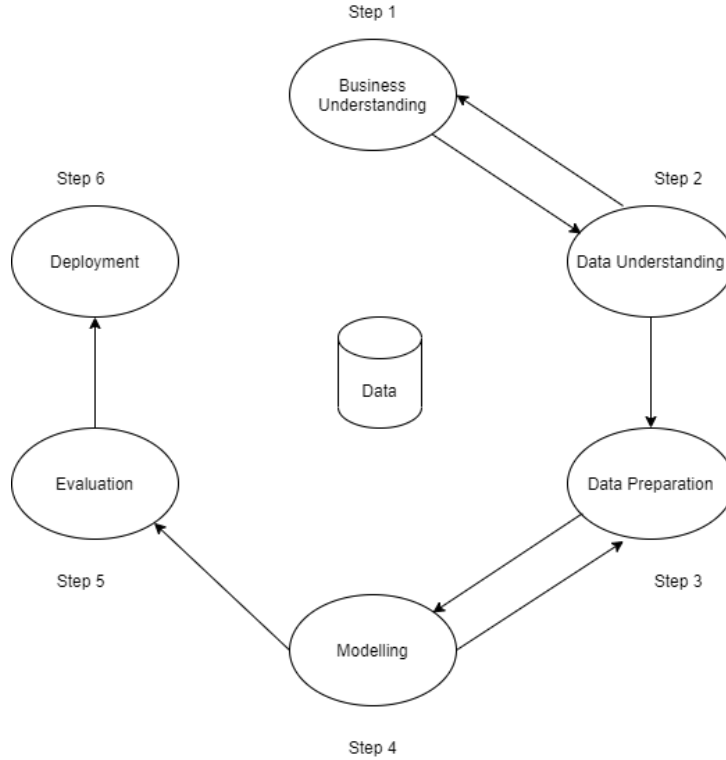 Step 1
Business
Understanding
Step 6
Step 2
Deployment
Data Understanding
Data
Evaluation
Data Preparation
Step 5
Step 3
Modelling
Step 4